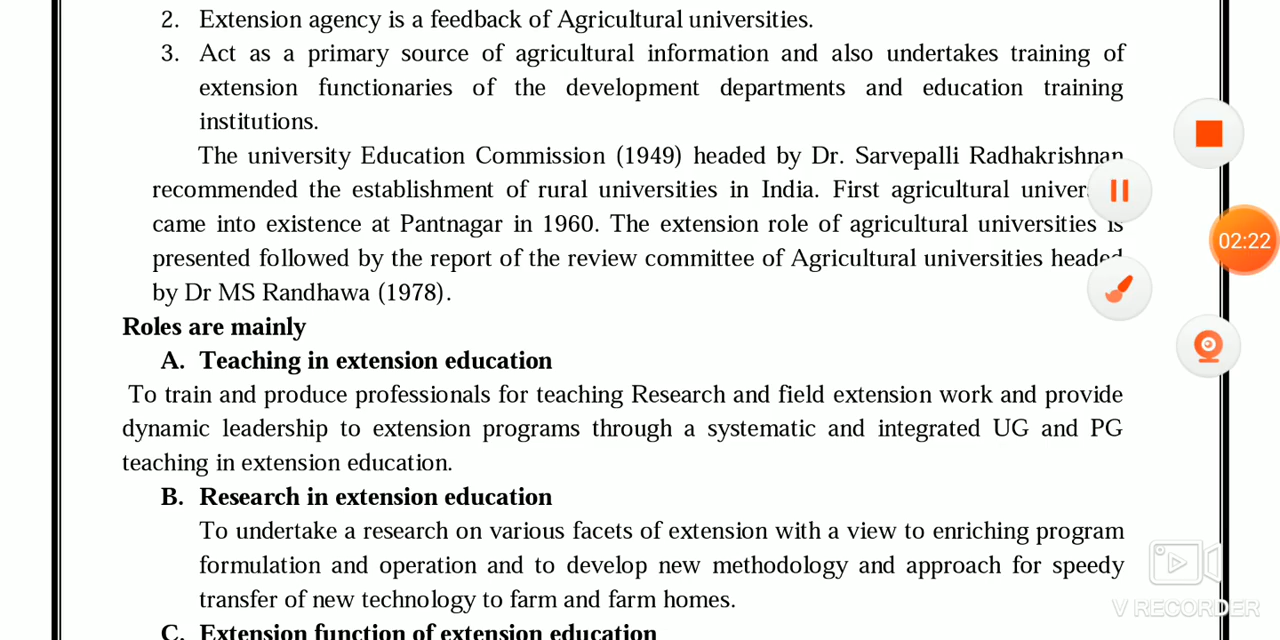 2. Extension agency is a feedback of Agricultural universities.
3. Act as a primary source of agricultural information and also undertakes training of
extension functionaries of the development departments and education training
institutions.
The university Education Commission (1949) headed by Dr. Sarvepalli Radhakrishnan
recommended the establishment of rural universities in India. First agricultural
came into existence at Pantnagar in 1960. The extension role of agricultural universities is
presented followed by the report of the review committee of Agricultural universities headed
by Dr MS Randhawa (1978).
Roles are mainly
A. Teaching in extension education
To train and produce professionals for teaching Research and field extension work and provide
dynamic leadership to extension programs through a systematic and integrated UG and PG
teaching in extension education.
B. Research in extension education
To undertake a research on various facets of extension with a view to enriching program
formulation and operation and to develop new methodology and approach for speedy
transfer of new technology to farm and farm homes.
C. Extension function of extension education
02:22
V RECORDER